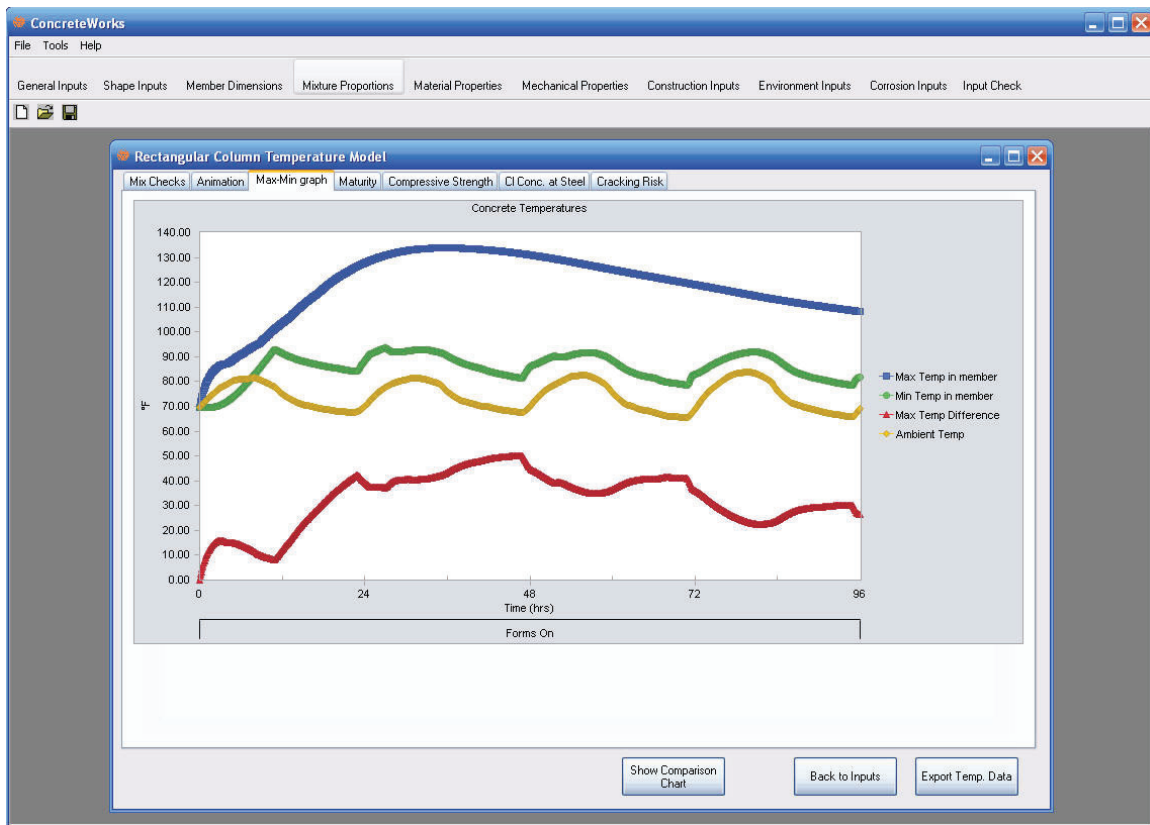 ConcreteWorks
File Tools Help
General Inputs Shape Inputs Member Dimensions Mixture Proportions Material Properties Mechanical Properties Construction Inputs Environment Inputs Corrosion Inputs Input Check
Rectangular Column Temperature Model
Mix Checks Animation Max-Min graph Maturity Compressive Strength Cl Conc. at Steel Cracking Risk
Concrete Temperatures
140.00
130.00
120.00
110.00
100.00
90.00
80.00
70.00
60.00
50.00
40.00
30.00
20.00
10.00
0.00
°F
Max Temp in member
Min Temp in member
Max Temp Difference
Ambient Temp
0 24 48 72 96
Time (hrs)
Forms On
Show Comparison
Chart
Back to Inputs
Export Temp. Data